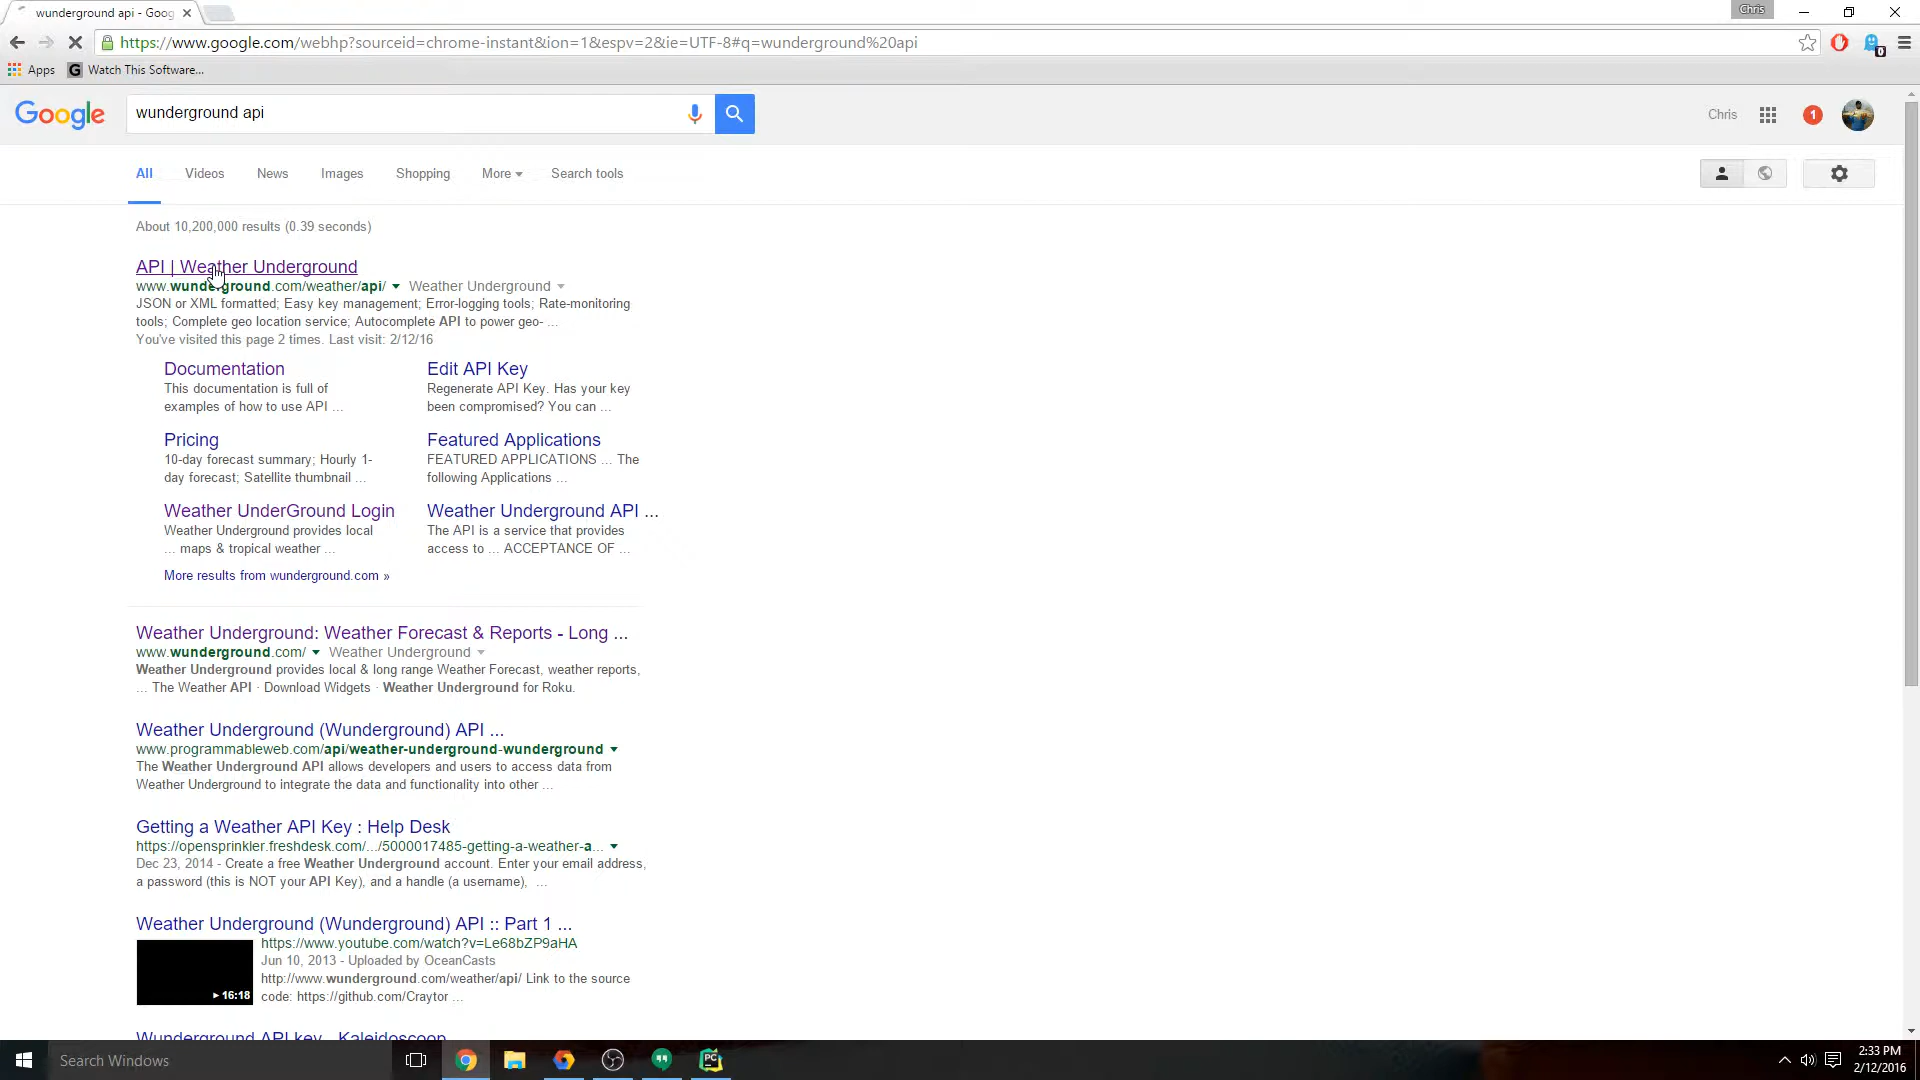 wunderground api - Goog
Chris
https://www.google.com/webhp?sourceid=chrome-instant&ion=1&espv=2&ie=UTF-8#q=wunderground%20api
0
Apps
G Watch This Software...
Google
wunderground api
Chris
1
All
Videos
News
Images
Shopping
More
Search tools
About 10,200,000 results (0.39 seconds)
API | Weather Underground
www.wunderground.com/weather/api/ Weather Underground
JSON or XML formatted; Easy key management; Error-logging tools; Rate-monitoring
tools; Complete geo location service; Autocomplete API to power geo- ...
You've visited this page 2 times. Last visit: 2/12/16
Documentation
This documentation is full of
examples of how to use API ...
Edit API Key
Regenerate API Key. Has your key
been compromised? You can ...
Pricing
10-day forecast summary; Hourly 1-
day forecast; Satellite thumbnail ...
Featured Applications
FEATURED APPLICATIONS ... The
following Applications ...
Weather UnderGround Login
Weather Underground provides local
... maps & tropical weather ...
Weather Underground API ...
The API is a service that provides
access to ... ACCEPTANCE OF ...
More results from wunderground.com »
Weather Underground: Weather Forecast & Reports - Long ...
www.wunderground.com/ Weather Underground
Weather Underground provides local & long range Weather Forecast, weather reports,
... The Weather API · Download Widgets · Weather Underground for Roku.
Weather Underground (Wunderground) API ...
www.programmableweb.com/api/weather-underground-wunderground
The Weather Underground API allows developers and users to access data from
Weather Underground to integrate the data and functionality into other ...
Getting a Weather API Key : Help Desk
https://opensprinkler.freshdesk.com/.../5000017485-getting-a-weather-a...
Dec 23, 2014 - Create a free Weather Underground account. Enter your email address,
a password (this is NOT your API Key), and a handle (a username), ...
Weather Underground (Wunderground) API :: Part 1 ...
https://www.youtube.com/watch?v=Le68bZP9aHA
Jun 10, 2013 - Uploaded by OceanCasts
http://www.wunderground.com/weather/api/ Link to the source
code: https://github.com/Craytor ...
16:18
Wunderground API key - Kaleidoscoop
Search Windows
PC
2:33 PM
2/12/2016